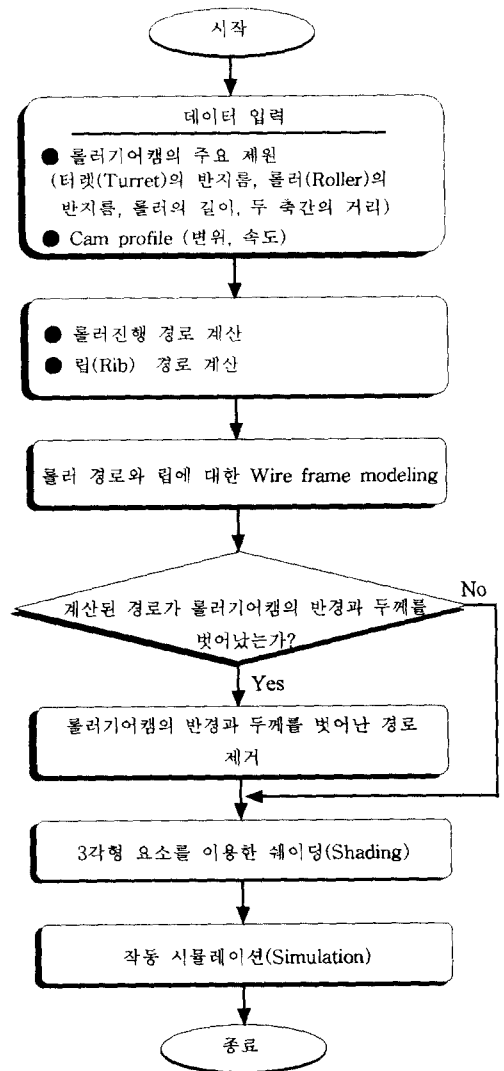 시작
데이터 입력
● 롤러기어캠의 주요 제원
(터렛(Turret)의 반지름, 롤러(Roller)의
반지름, 롤러의 길이, 두 축간의 거리)
● Cam profile (변위, 속도)
● 롤러진행 경로 계산
● 립(Rib) 경로 계산
롤러 경로와 립에 대한 Wire frame modeling
계산된 경로가 롤러기어캠의 반경과 두께를
벗어났는가?
No
Yes
롤러기어캠의 반경과 두께를 벗어난 경로
제거
3각형 요소를 이용한 쉐이딩(Shading)
작동 시뮬레이션(Simulation)
종료